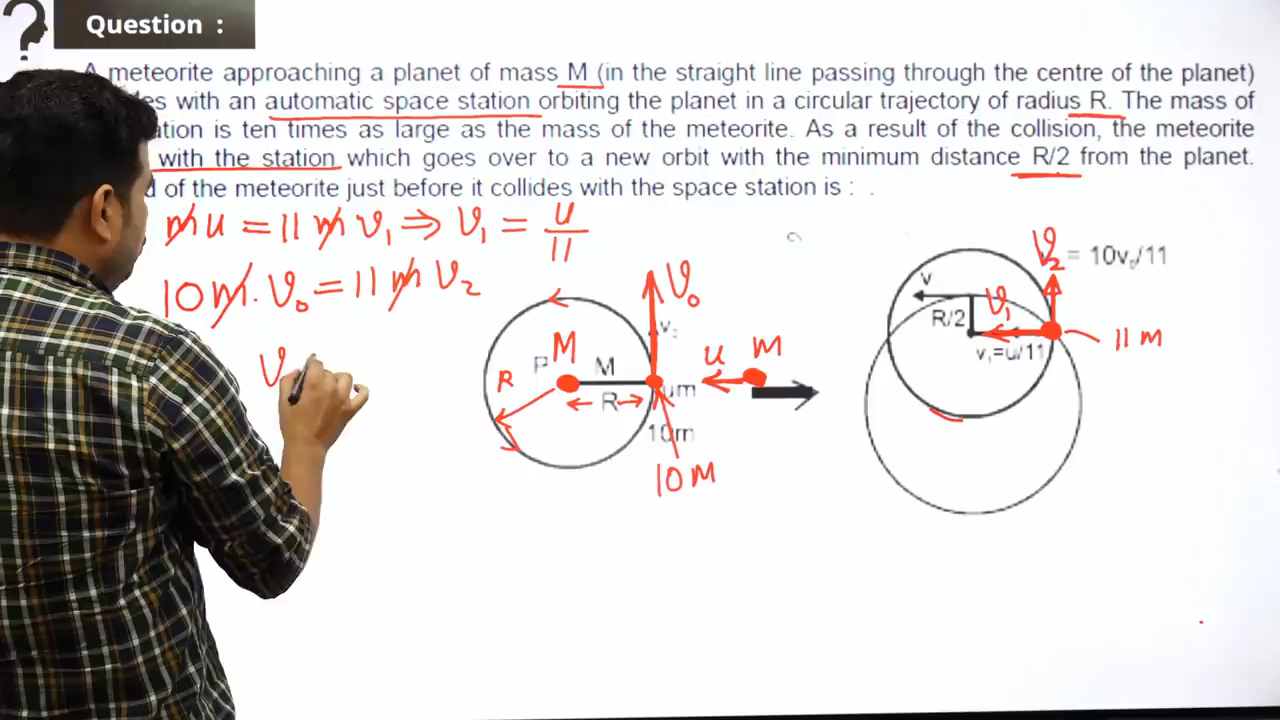 Question :
A meteorite approaching a planet of mass M (in the straight line passing through the centre of the planet)
with an automatic space station orbiting the planet in a circular trajectory of radius R. The mass of
is ten times as large as the mass of the meteorite. As a result of the collision, the meteorite
with the station which goes over to a new orbit with the minimum distance R/2 from the planet.
of the meteorite just before it collides with the space station is : .
mu = 11 m v₁ ⇒ v₁ = u/11
10 m . v₀ = 11 m v₂
v
v₀
M
P
M
R
R
u
m
10m
10 M
v₂ = 10v₀/11
v
v₁
R/2
v₁=u/11
11 M